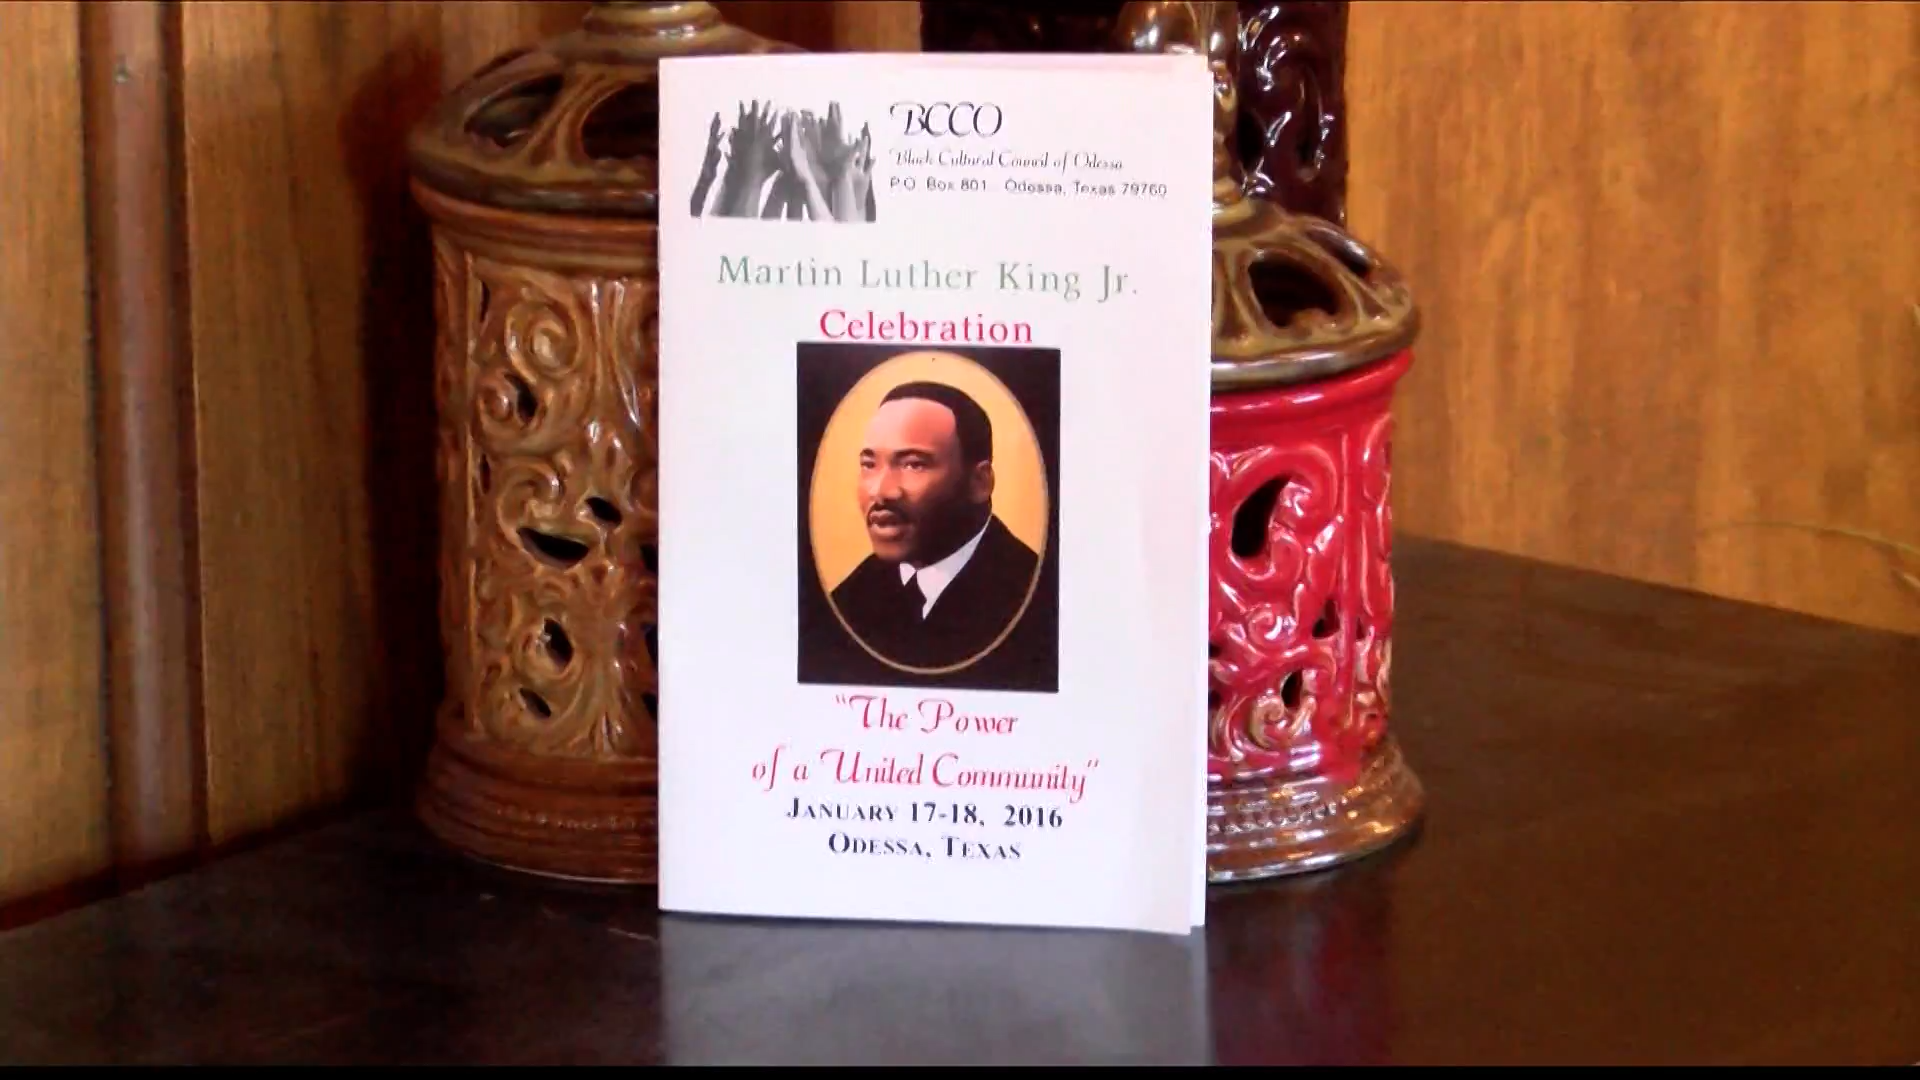 BCCO
Black Cultural Council of Odessa
P.O. Box 801 Odessa, Texas 79760
Martin Luther King Jr.
Celebration
"The Power
of a United Community"
January 17-18, 2016
Odessa, Texas